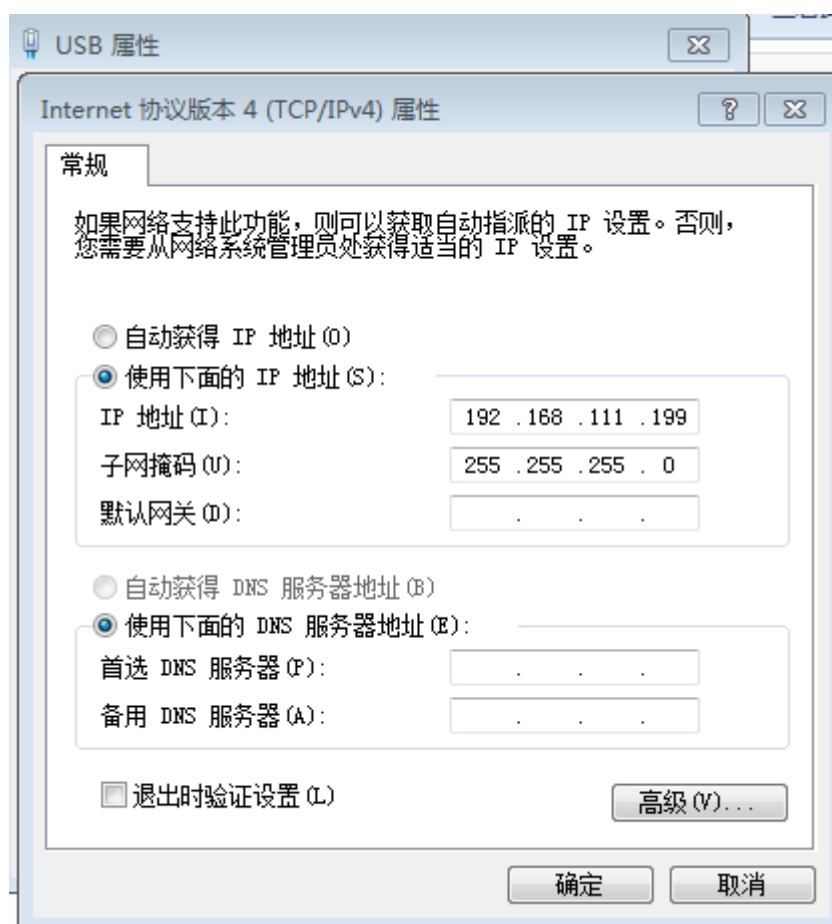 USB 属性
Internet 协议版本 4 (TCP/IPv4) 属性
常规
如果网络支持此功能，则可以获取自动指派的 IP 设置。否则，
您需要从网络系统管理员处获得适当的 IP 设置。
自动获得 IP 地址(O)
使用下面的 IP 地址(S):
IP 地址(I): 192 .168 .111 .199
子网掩码(U): 255 .255 .255 . 0
默认网关(D): . . .
自动获得 DNS 服务器地址(B)
使用下面的 DNS 服务器地址(E):
首选 DNS 服务器(P): . . .
备用 DNS 服务器(A): . . .
退出时验证设置(L)
高级(V)...
确定 取消